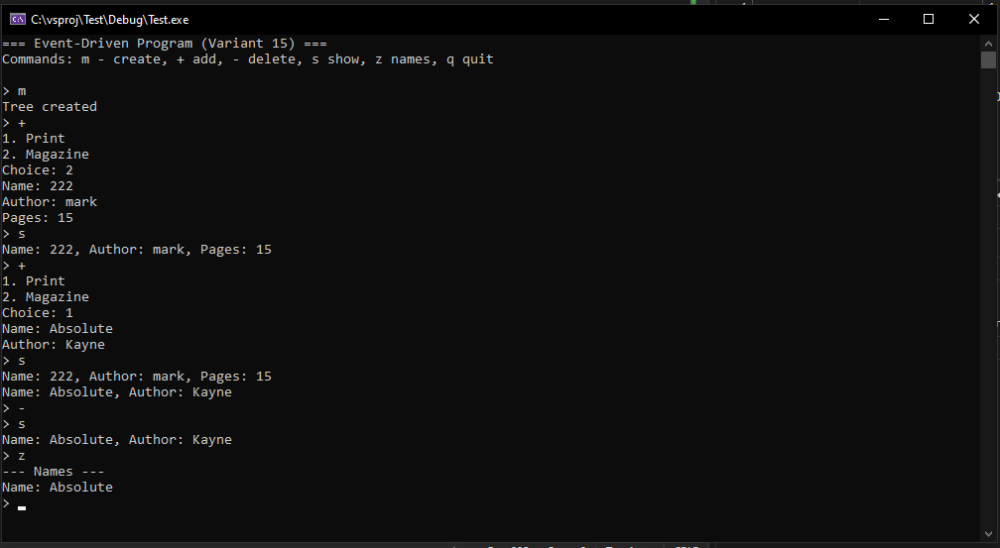 C:\vsproj\Test\Debug\Test.exe
=== Event-Driven Program (Variant 15) ===
Commands: m - create, + add, - delete, s show, z names, q quit
> m
Tree created
> +
1. Print
2. Magazine
Choice: 2
Name: 222
Author: mark
Pages: 15
> s
Name: 222, Author: mark, Pages: 15
> +
1. Print
2. Magazine
Choice: 1
Name: Absolute
Author: Kayne
> s
Name: 222, Author: mark, Pages: 15
Name: Absolute, Author: Kayne
> -
> s
Name: Absolute, Author: Kayne
> z
--- Names ---
Name: Absolute
>